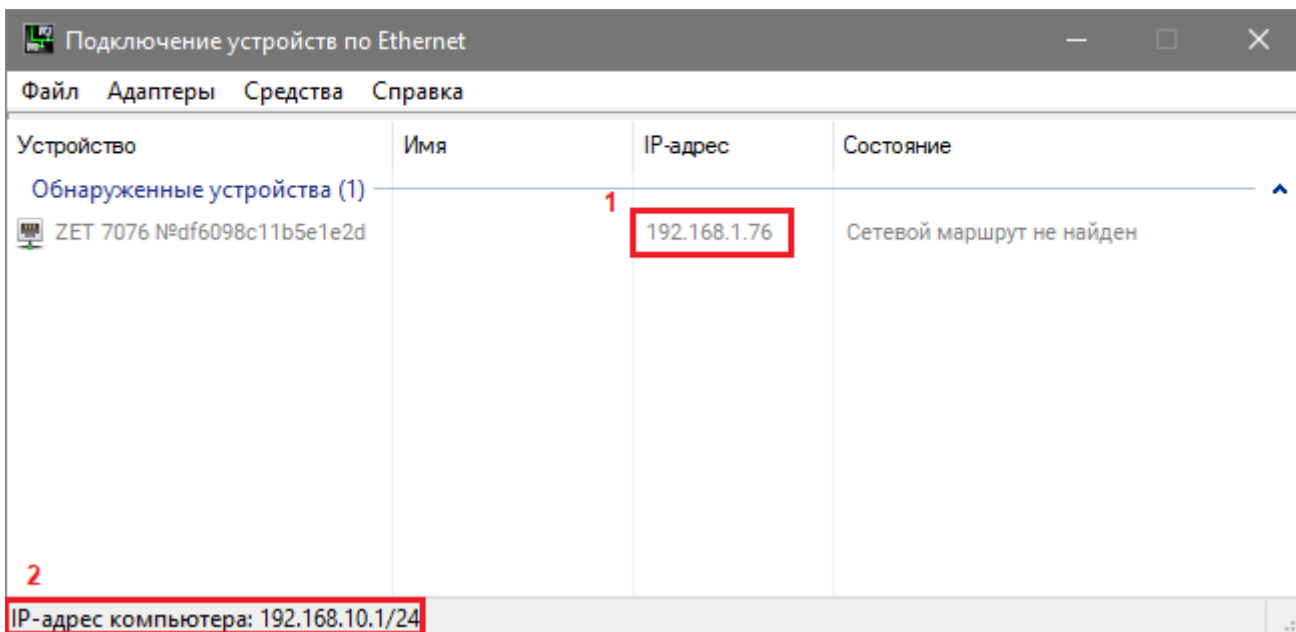 Подключение устройств по Ethernet
Файл Адаптеры Средства Справка
Устройство Имя IP-адрес Состояние
Обнаруженные устройства (1)
1
ZET 7076 №df6098c11b5e1e2d 192.168.1.76 Сетевой маршрут не найден
2
IP-адрес компьютера: 192.168.10.1/24